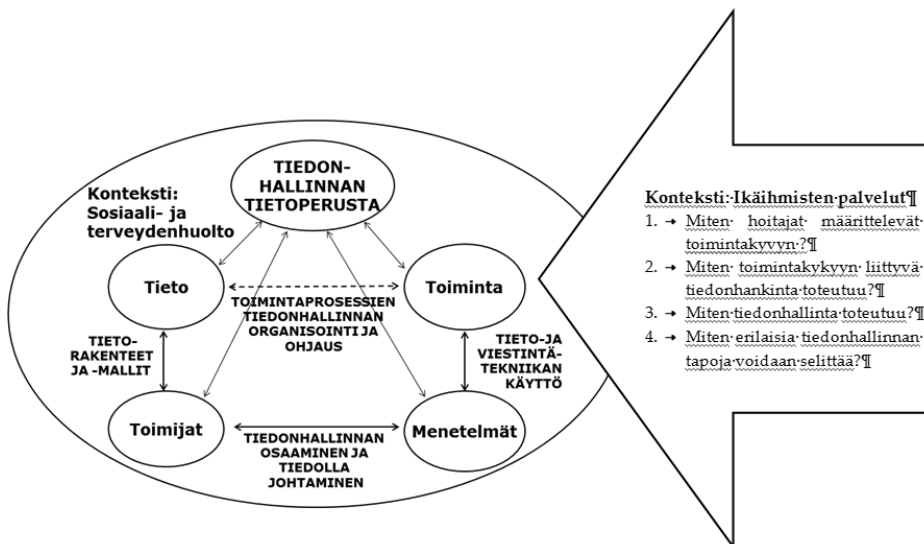 TIEDON-
HALLINNAN
TIETOPERUSTA
Konteksti:
Sosiaali- ja
terveydenhuolto
Tieto
Toiminta
TOIMINTAPROSESSIEN
TIEDONHALLINNAN
ORGANISOINTI JA
OHJAUS
TIETO-
RAKENTEET
JA -MALLIT
TIETO-JA
VIESTINTÄ-
TEKNIIKAN
KÄYTTÖ
Toimijat
Menetelmät
TIEDONHALLINNAN
OSAAMINEN JA
TIEDOLLA
JOHTAMINEN
Konteksti:·Ikäihmisten·palvelut¶
1. → Miten· hoitajat määrittelevät·
toimintakyvyn·?¶
2. → Miten· toimintakykyyn liittyvä·
tiedonhankinta·toteutuu?¶
3. → Miten·tiedonhallinta·toteutuu?¶
4. → Miten·erilaisia·tiedonhallinnan·
tapoja·voidaan·selittää?¶